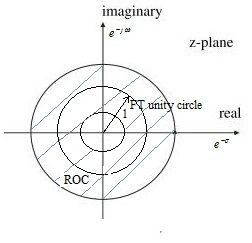 imaginary
e^-jω
z-plane
FT unity circle
1
real
e^-σ
ROC